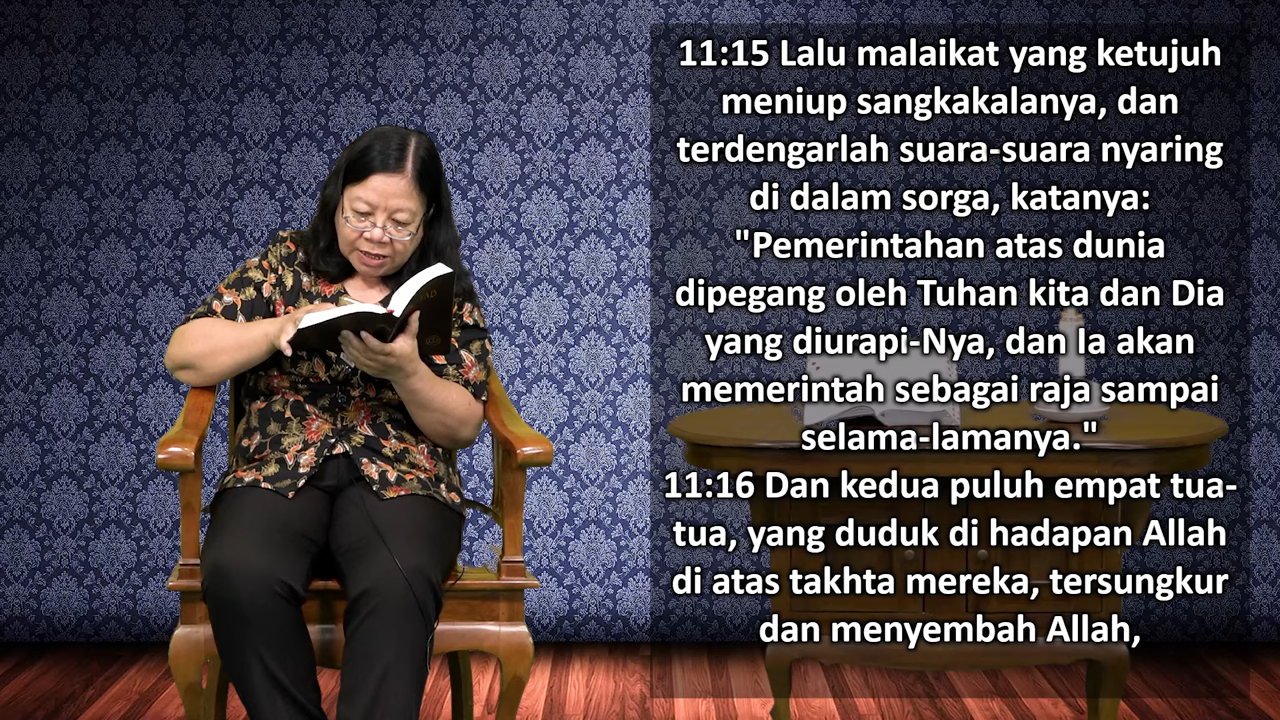 11:15 Lalu malaikat yang ketujuh
meniup sangkakalanya, dan
terdengarlah suara-suara nyaring
di dalam sorga, katanya:
"Pemerintahan atas dunia
dipegang oleh Tuhan kita dan Dia
yang diurapi-Nya, dan Ia akan
memerintah sebagai raja sampai
selama-lamanya."
11:16 Dan kedua puluh empat tua-
tua, yang duduk di hadapan Allah
di atas takhta mereka, tersungkur
dan menyembah Allah,